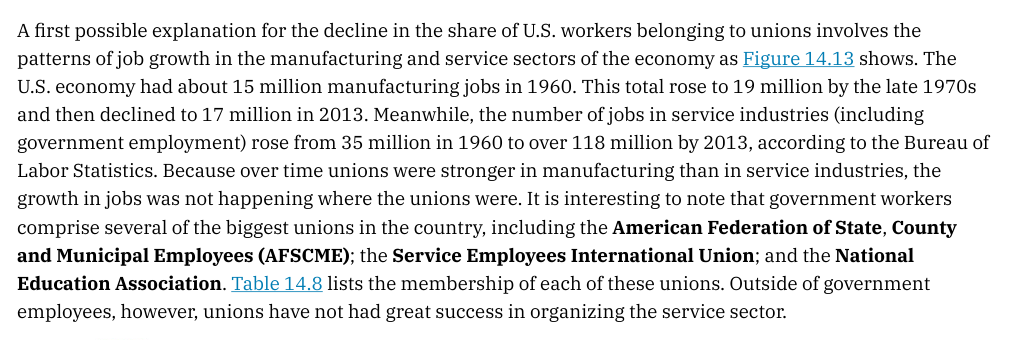 A first possible explanation for the decline in the share of U.S. workers belonging to unions involves the
patterns of job growth in the manufacturing and service sectors of the economy as Figure 14.13 shows. The
U.S. economy had about 15 million manufacturing jobs in 1960. This total rose to 19 million by the late 1970s
and then declined to 17 million in 2013. Meanwhile, the number of jobs in service industries (including
government employment) rose from 35 million in 1960 to over 118 million by 2013, according to the Bureau of
Labor Statistics. Because over time unions were stronger in manufacturing than in service industries, the
growth in jobs was not happening where the unions were. It is interesting to note that government workers
comprise several of the biggest unions in the country, including the American Federation of State, County
and Municipal Employees (AFSCME); the Service Employees International Union; and the National
Education Association. Table 14.8 lists the membership of each of these unions. Outside of government
employees, however, unions have not had great success in organizing the service sector.